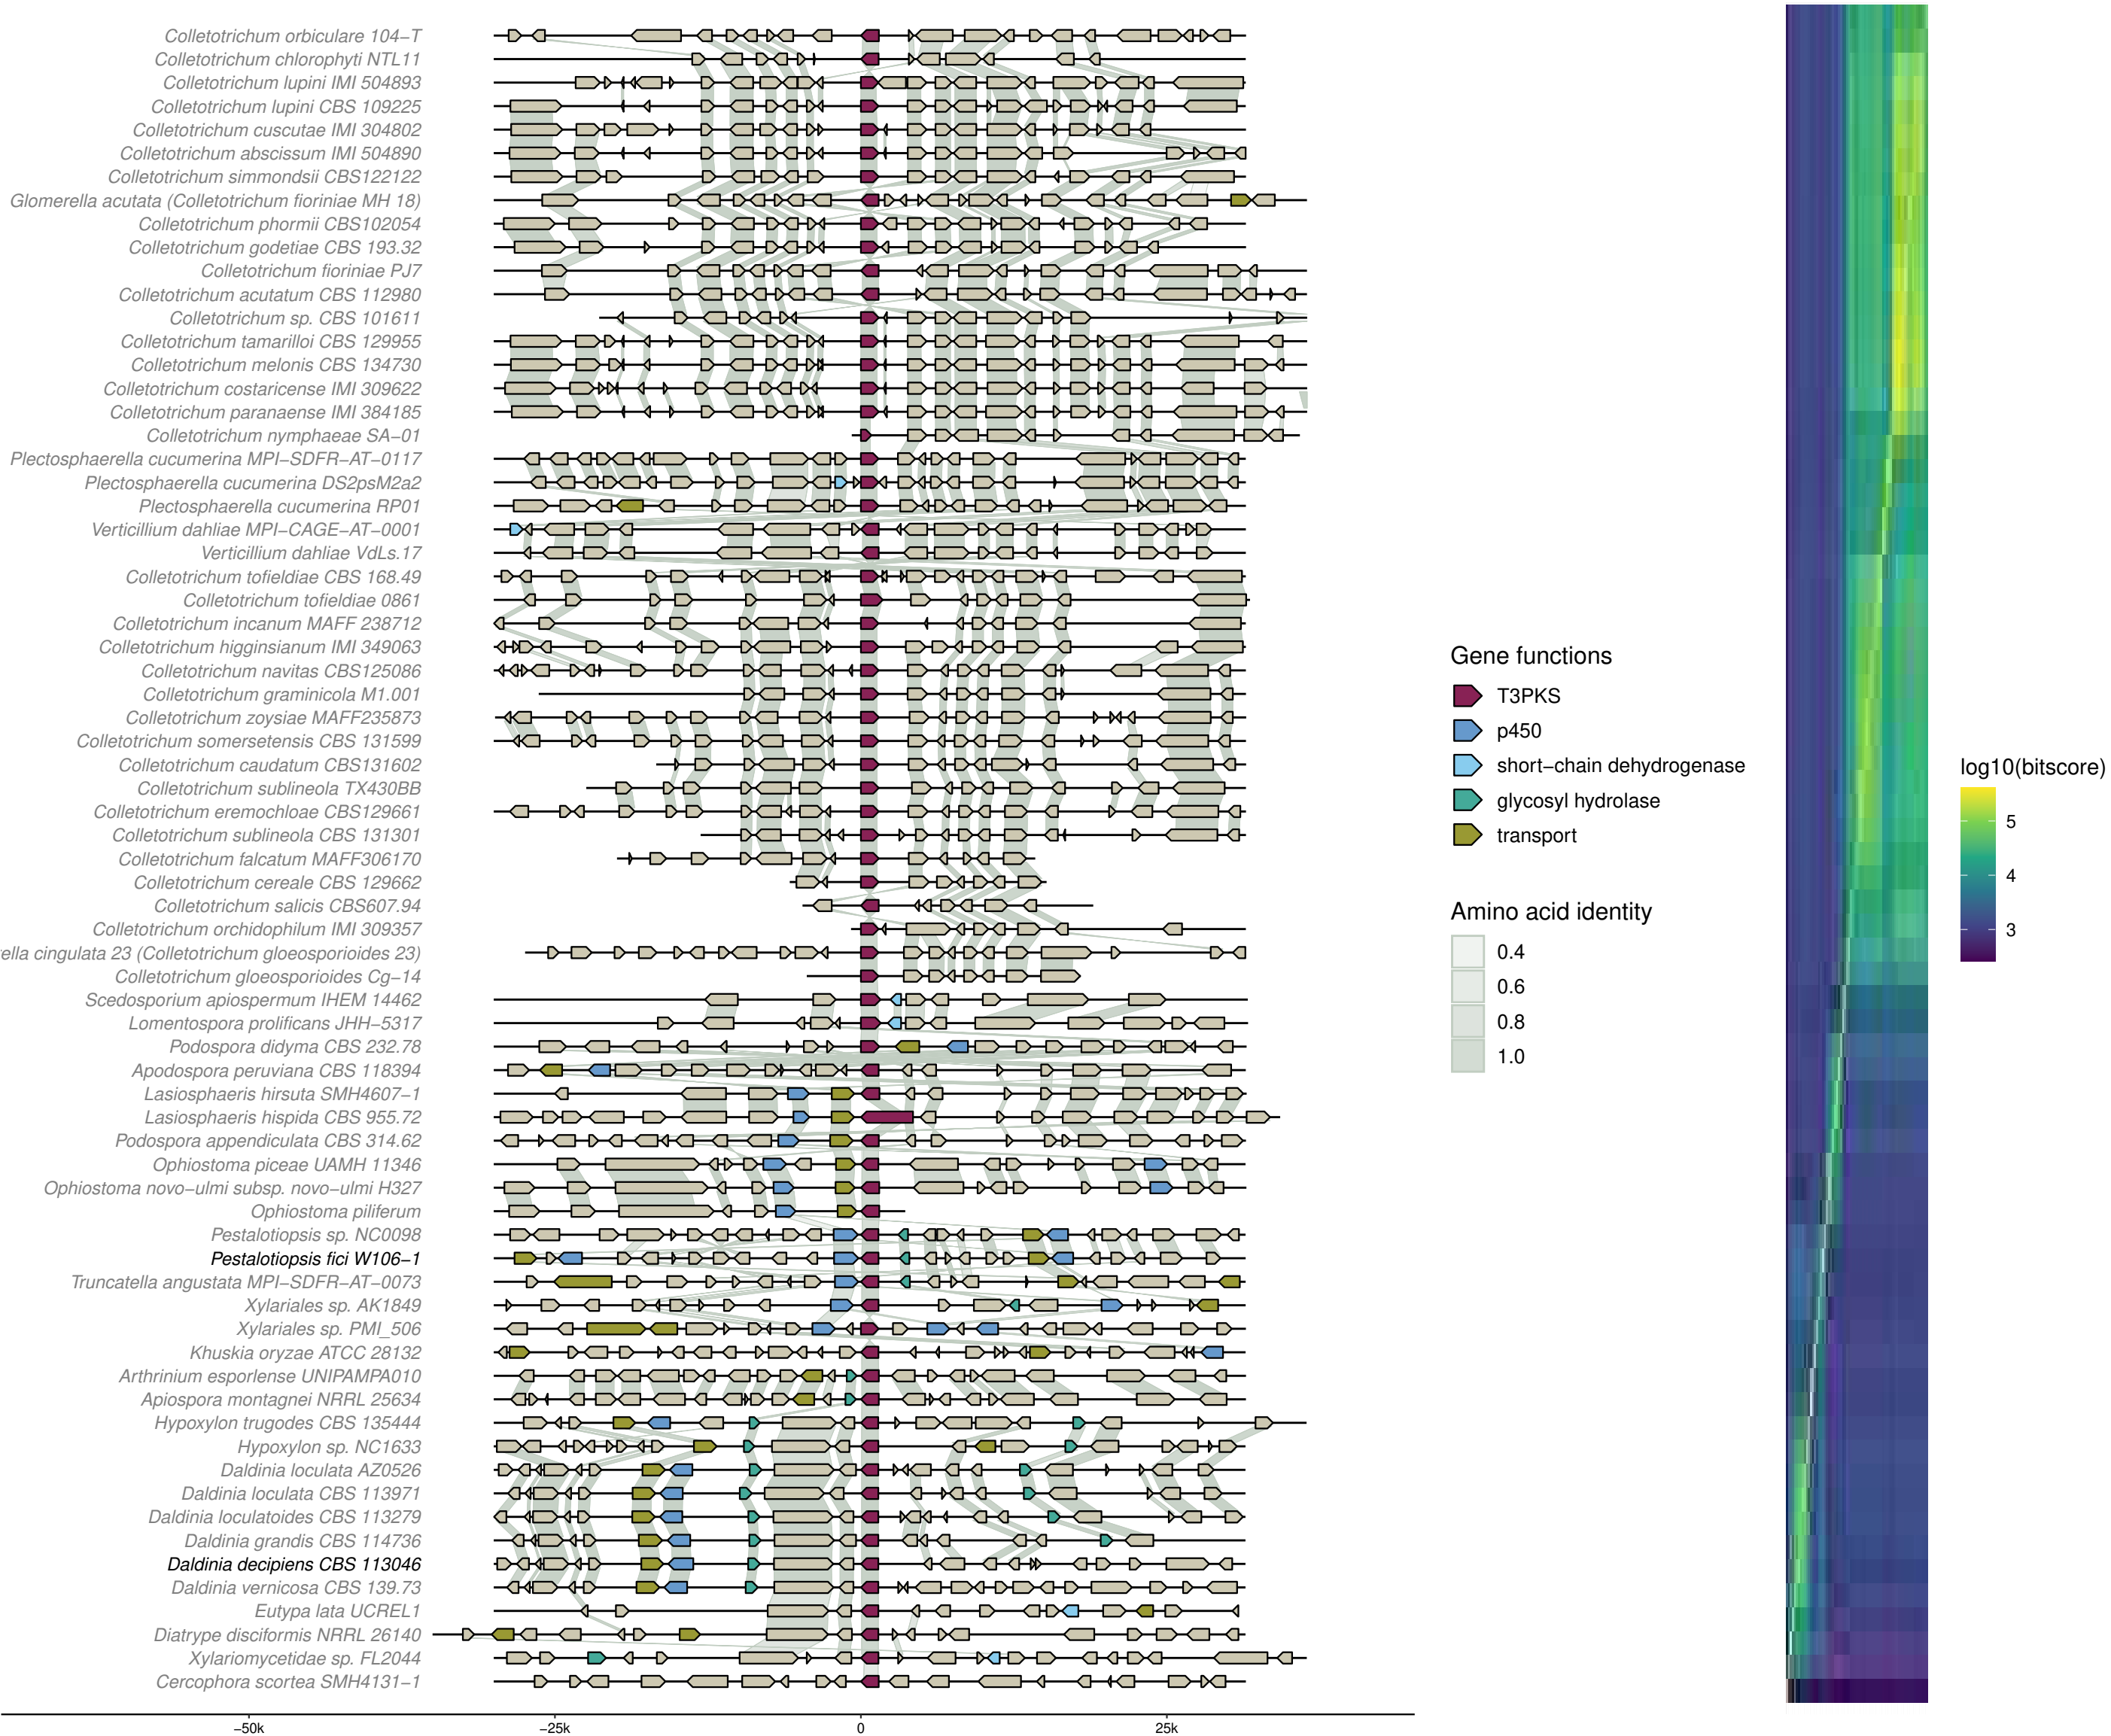 Colletotrichum orbiculare 104−T
Colletotrichum chlorophyti NTL11
Colletotrichum lupini IMI 504893
Colletotrichum lupini CBS 109225
Colletotrichum cuscutae IMI 304802
Colletotrichum abscissum IMI 504890
Colletotrichum simmondsii CBS122122
Glomerella acutata (Colletotrichum fioriniae MH 18)
Colletotrichum phormii CBS102054
Colletotrichum godetiae CBS 193.32
Colletotrichum fioriniae PJ7
Colletotrichum acutatum CBS 112980
Colletotrichum sp. CBS 101611
Colletotrichum tamarilloi CBS 129955
Colletotrichum melonis CBS 134730
Colletotrichum costaricense IMI 309622
Colletotrichum paranaense IMI 384185
Colletotrichum nymphaeae SA−01
Plectosphaerella cucumerina MPI−SDFR−AT−0117
Plectosphaerella cucumerina DS2psM2a2
Plectosphaerella cucumerina RP01
Verticillium dahliae MPI−CAGE−AT−0001
Verticillium dahliae VdLs.17
Colletotrichum tofieldiae CBS 168.49
Colletotrichum tofieldiae 0861
Colletotrichum incanum MAFF 238712
Colletotrichum higginsianum IMI 349063
Colletotrichum navitas CBS125086
Colletotrichum graminicola M1.001
Colletotrichum zoysiae MAFF235873
Colletotrichum somersetensis CBS 131599
Colletotrichum caudatum CBS131602
Colletotrichum sublineola TX430BB
Colletotrichum eremochloae CBS129661
Colletotrichum sublineola CBS 131301
Colletotrichum falcatum MAFF306170
Colletotrichum cereale CBS 129662
Colletotrichum salicis CBS607.94
Colletotrichum orchidophilum IMI 309357
ella cingulata 23 (Colletotrichum gloeosporioides 23)
Colletotrichum gloeosporioides Cg−14
Scedosporium apiospermum IHEM 14462
Lomentospora prolificans JHH−5317
Podospora didyma CBS 232.78
Apodospora peruviana CBS 118394
Lasiosphaeris hirsuta SMH4607−1
Lasiosphaeris hispida CBS 955.72
Podospora appendiculata CBS 314.62
Ophiostoma piceae UAMH 11346
Ophiostoma novo−ulmi subsp. novo−ulmi H327
Ophiostoma piliferum
Pestalotiopsis sp. NC0098
Pestalotiopsis fici W106−1
Truncatella angustata MPI−SDFR−AT−0073
Xylariales sp. AK1849
Xylariales sp. PMI_506
Khuskia oryzae ATCC 28132
Arthrinium esporlense UNIPAMPA010
Apiospora montagnei NRRL 25634
Hypoxylon trugodes CBS 135444
Hypoxylon sp. NC1633
Daldinia loculata AZ0526
Daldinia loculata CBS 113971
Daldinia loculatoides CBS 113279
Daldinia grandis CBS 114736
Daldinia decipiens CBS 113046
Daldinia vernicosa CBS 139.73
Eutypa lata UCREL1
Diatrype disciformis NRRL 26140
Xylariomycetidae sp. FL2044
Cercophora scortea SMH4131−1
−50k
−25k
0
25k
Gene functions
T3PKS
p450
short−chain dehydrogenase
glycosyl hydrolase
transport
Amino acid identity
0.4
0.6
0.8
1.0
log10(bitscore)
5
4
3